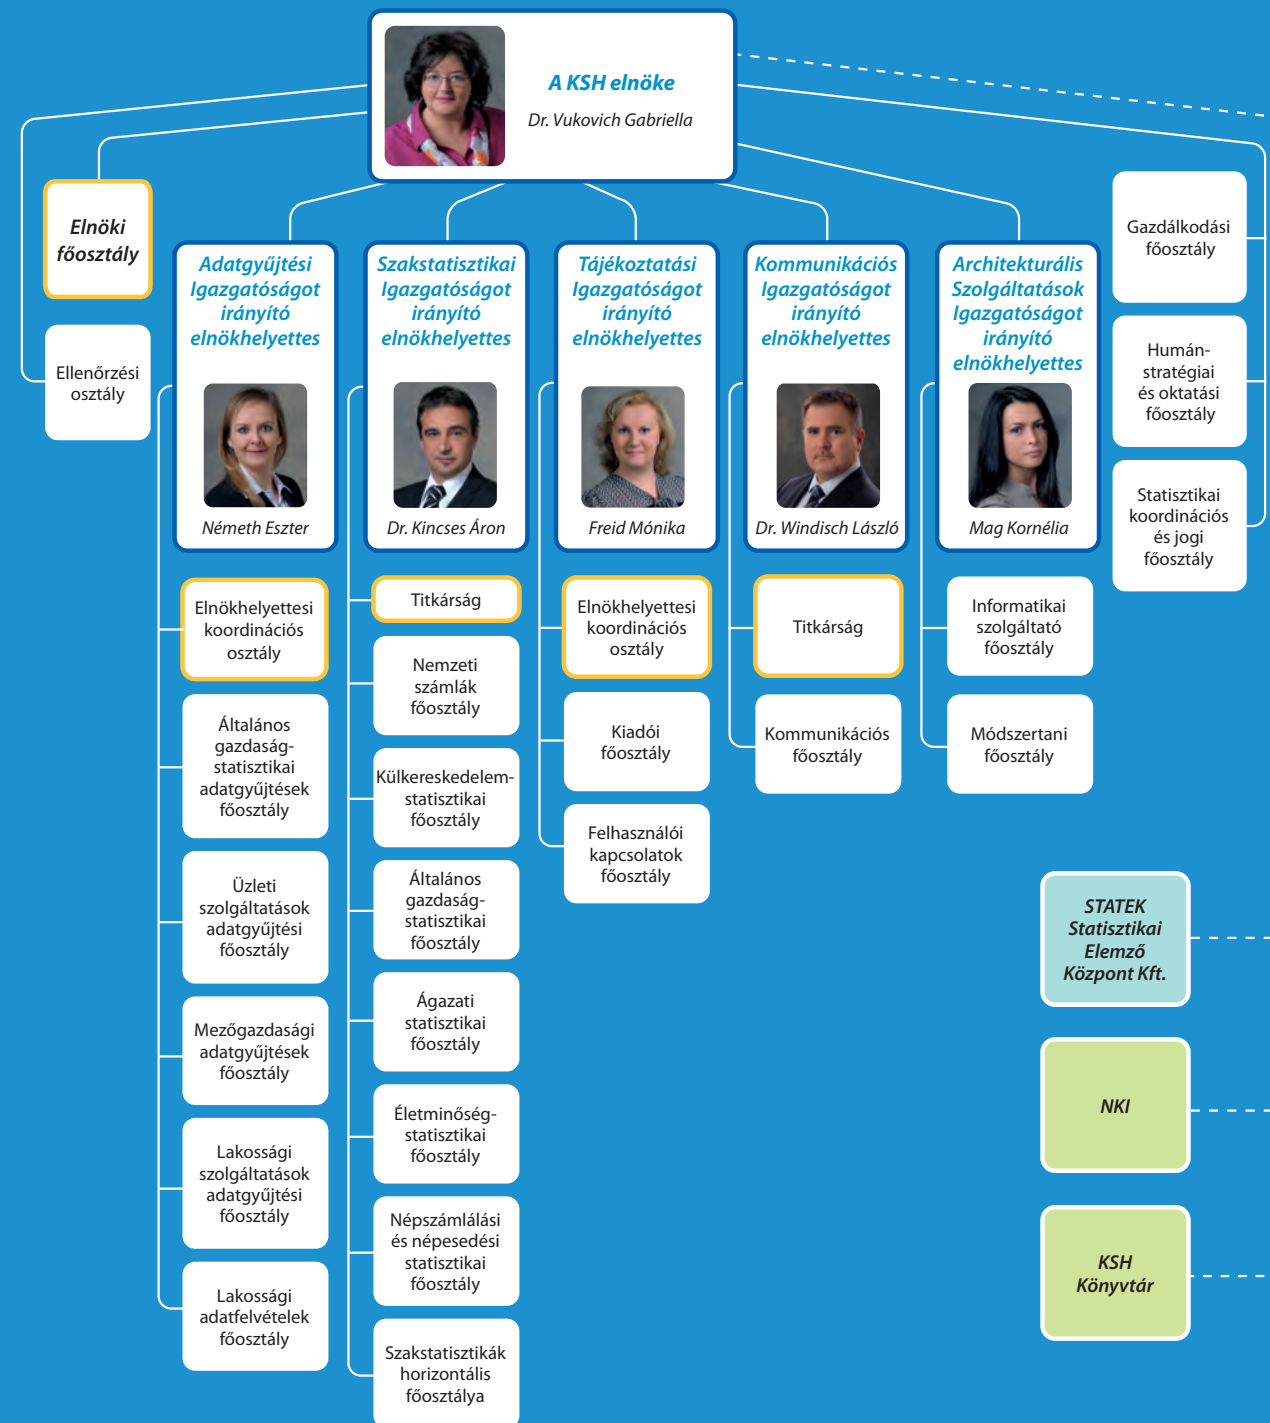 A KSH elnöke
Dr. Vukovich Gabriella
Elnöki
főosztály
Ellenőrzési
osztály
Adatgyűjtési
Igazgatóságot
irányító
elnökhelyettes
Németh Eszter
Elnökhelyettesi
koordinációs
osztály
Általános
gazdaság-
statisztikai
adatgyűjtések
főosztály
Üzleti
szolgáltatások
adatgyűjtési
főosztály
Mezőgazdasági
adatgyűjtések
főosztály
Lakossági
szolgáltatások
adatgyűjtési
főosztály
Lakossági
adatfelvételek
főosztály
Szakstatisztikai
Igazgatóságot
irányító
elnökhelyettes
Dr. Kincses Áron
Titkárság
Nemzeti
számlák
főosztály
Külkereskedelem-
statisztikai
főosztály
Általános
gazdaság-
statisztikai
főosztály
Ágazati
statisztikai
főosztály
Életminőség-
statisztikai
főosztály
Népszámlálási
és népesedési
statisztikai
főosztály
Szakstatisztikák
horizontális
főosztálya
Tájékoztatási
Igazgatóságot
irányító
elnökhelyettes
Freid Mónika
Elnökhelyettesi
koordinációs
osztály
Kiadói
főosztály
Felhasználói
kapcsolatok
főosztály
Kommunikációs
Igazgatóságot
irányító
elnökhelyettes
Dr. Windisch László
Titkárság
Kommunikációs
főosztály
Architekturális
Szolgáltatások
Igazgatóságot
irányító
elnökhelyettes
Mag Kornélia
Informatikai
szolgáltató
főosztály
Módszertani
főosztály
Gazdálkodási
főosztály
Humán-
stratégiai
és oktatási
főosztály
Statisztikai
koordinációs
és jogi
főosztály
STATEK
Statisztikai
Elemző
Központ Kft.
NKI
KSH
Könyvtár